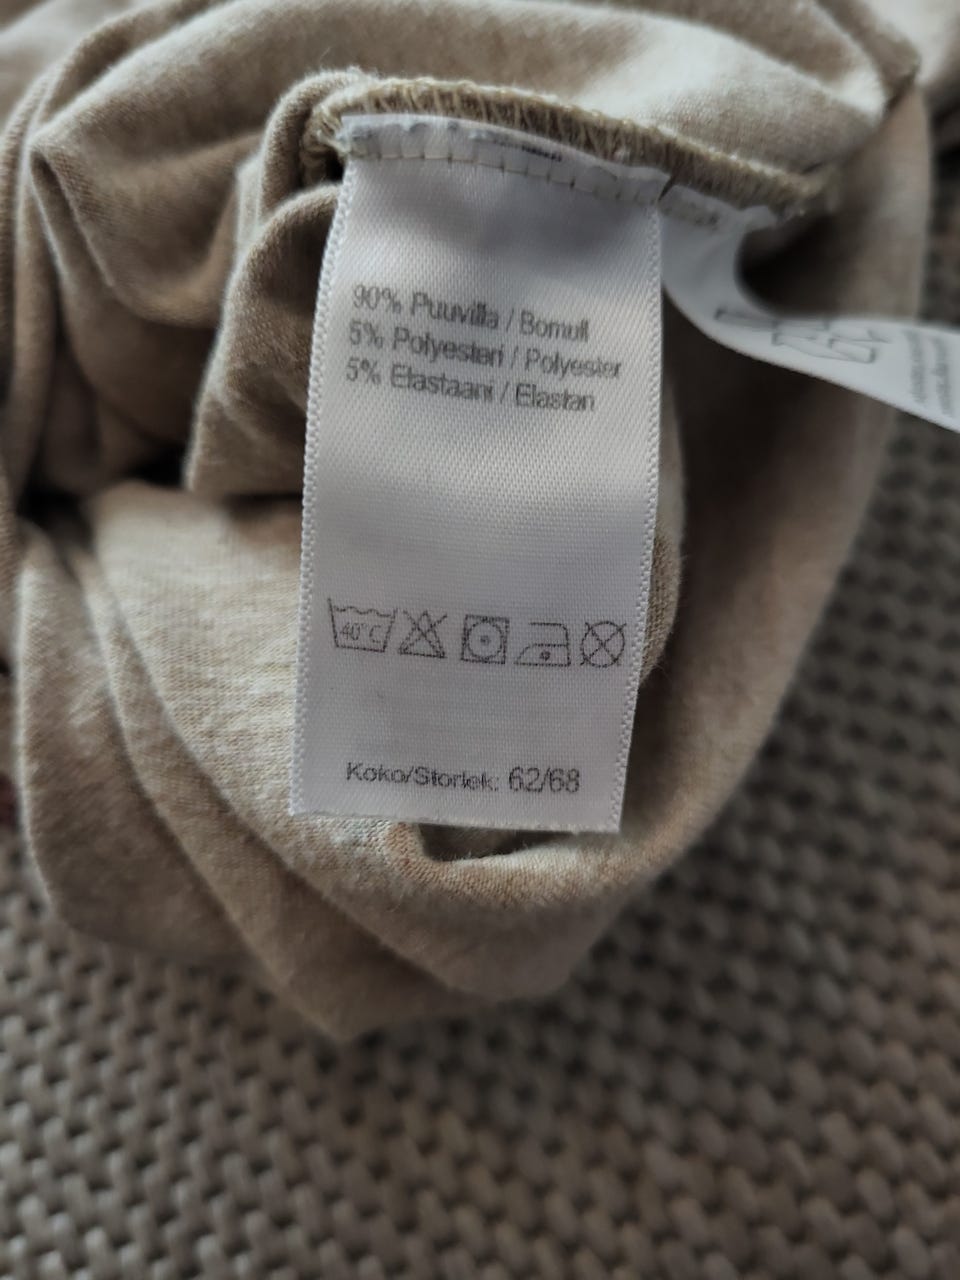 90% Puuvilla / Bomull
5% Polyesteri / Polyester
5% Elastaani / Elastan
40°C
Koko/Storlek: 62/68